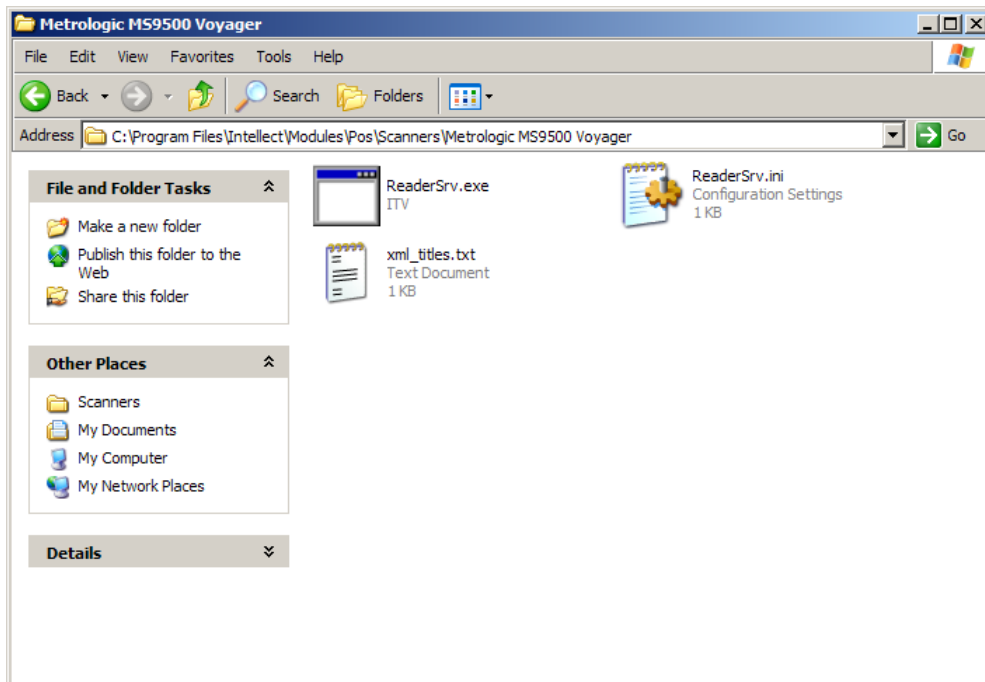 Metrologic MS9500 Voyager
File Edit View Favorites Tools Help
Back Search Folders
Address C:\Program Files\Intellect\Modules\Pos\Scanners\Metrologic MS9500 Voyager Go
File and Folder Tasks
Make a new folder
Publish this folder to the
Web
Share this folder
Other Places
Scanners
My Documents
My Computer
My Network Places
Details
ReaderSrv.exe
ITV
ReaderSrv.ini
Configuration Settings
1 KB
xml_titles.txt
Text Document
1 KB